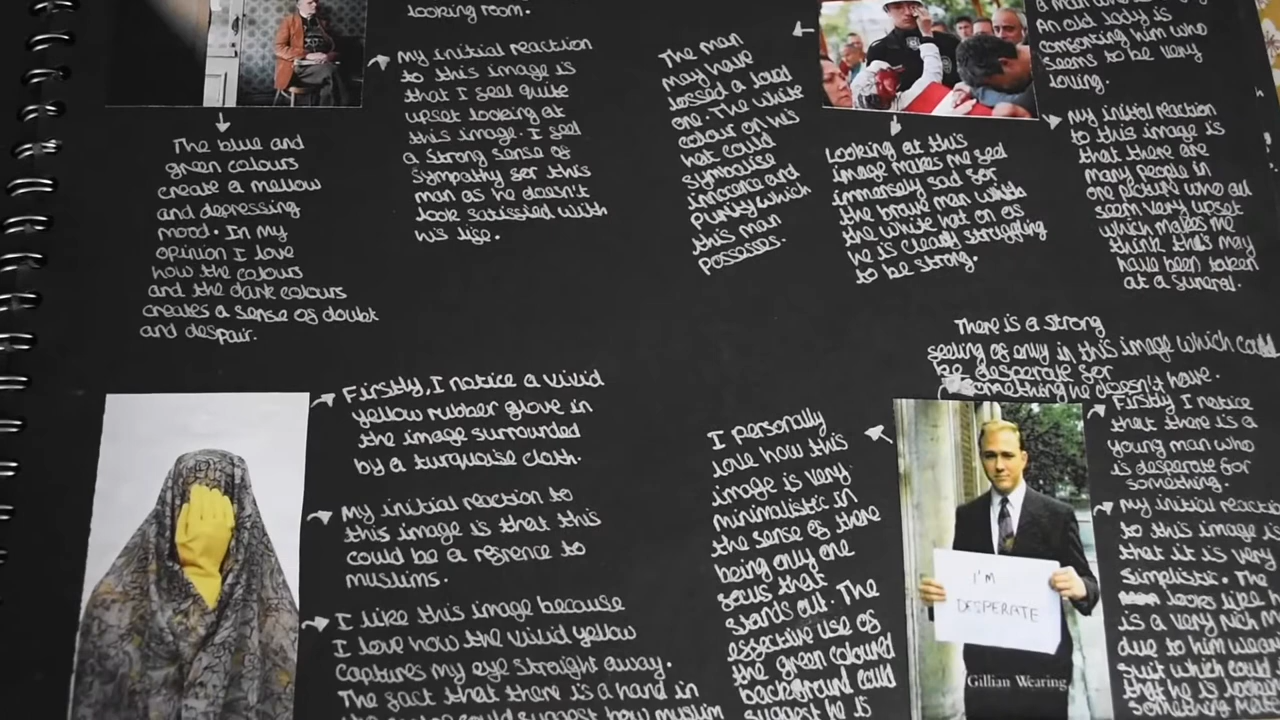 looking room.
My initial reaction
to this image is
that I feel quite
upset looking at
this image. I feel
a strong sense of
sympathy for this
man as he doesn't
look satisfied with
his life.
The blue and
green colours
create a mellow
and depressing
mood. In my
opinion I love
how the colours
and the dark colours
creates a sense of doubt
and despair.
The man
may have
lossed a loved
one. The white
colour on his
hat could
symbolise
and
purity which
this man
possesses.
Looking at this
image makes me feel
immensely sad for
the brave man with
the white hat on as
he is clearly struggling
to be strong.
An old lady is
comforting him who
seems to be very
loving.
My initial reaction
to this image is
that there are
many people in
one picture who all
seem very upset
which makes me
think this may
have been taken
at a funeral.
Firstly, I notice a vivid
yellow rubber glove in
the image surrounded
by a turquoise cloth.
My initial reaction to
this image is that this
could be a refrence to
muslims.
I like this image because
I love how the vivid yellow
captures my eye straight away.
The fact that there is a hand in
suggest how muslim
There is a strong
feeling of envy in this image which could
be desperate for
something he doesn't have.
I personally
love how this
image is very
minimalistic in
the sense of there
being only one
focus that
stands out. The
effective use of
the green coloured
background could
suggest he is
Firstly I notice
that there is a
young man who
is desperate for
something.
My initial
to this image is
that it is very
simplistic. The
looks like
is a very rich
due to him
suit which could
that he is
something
I'M
DESPERATE
Gillian Wearing